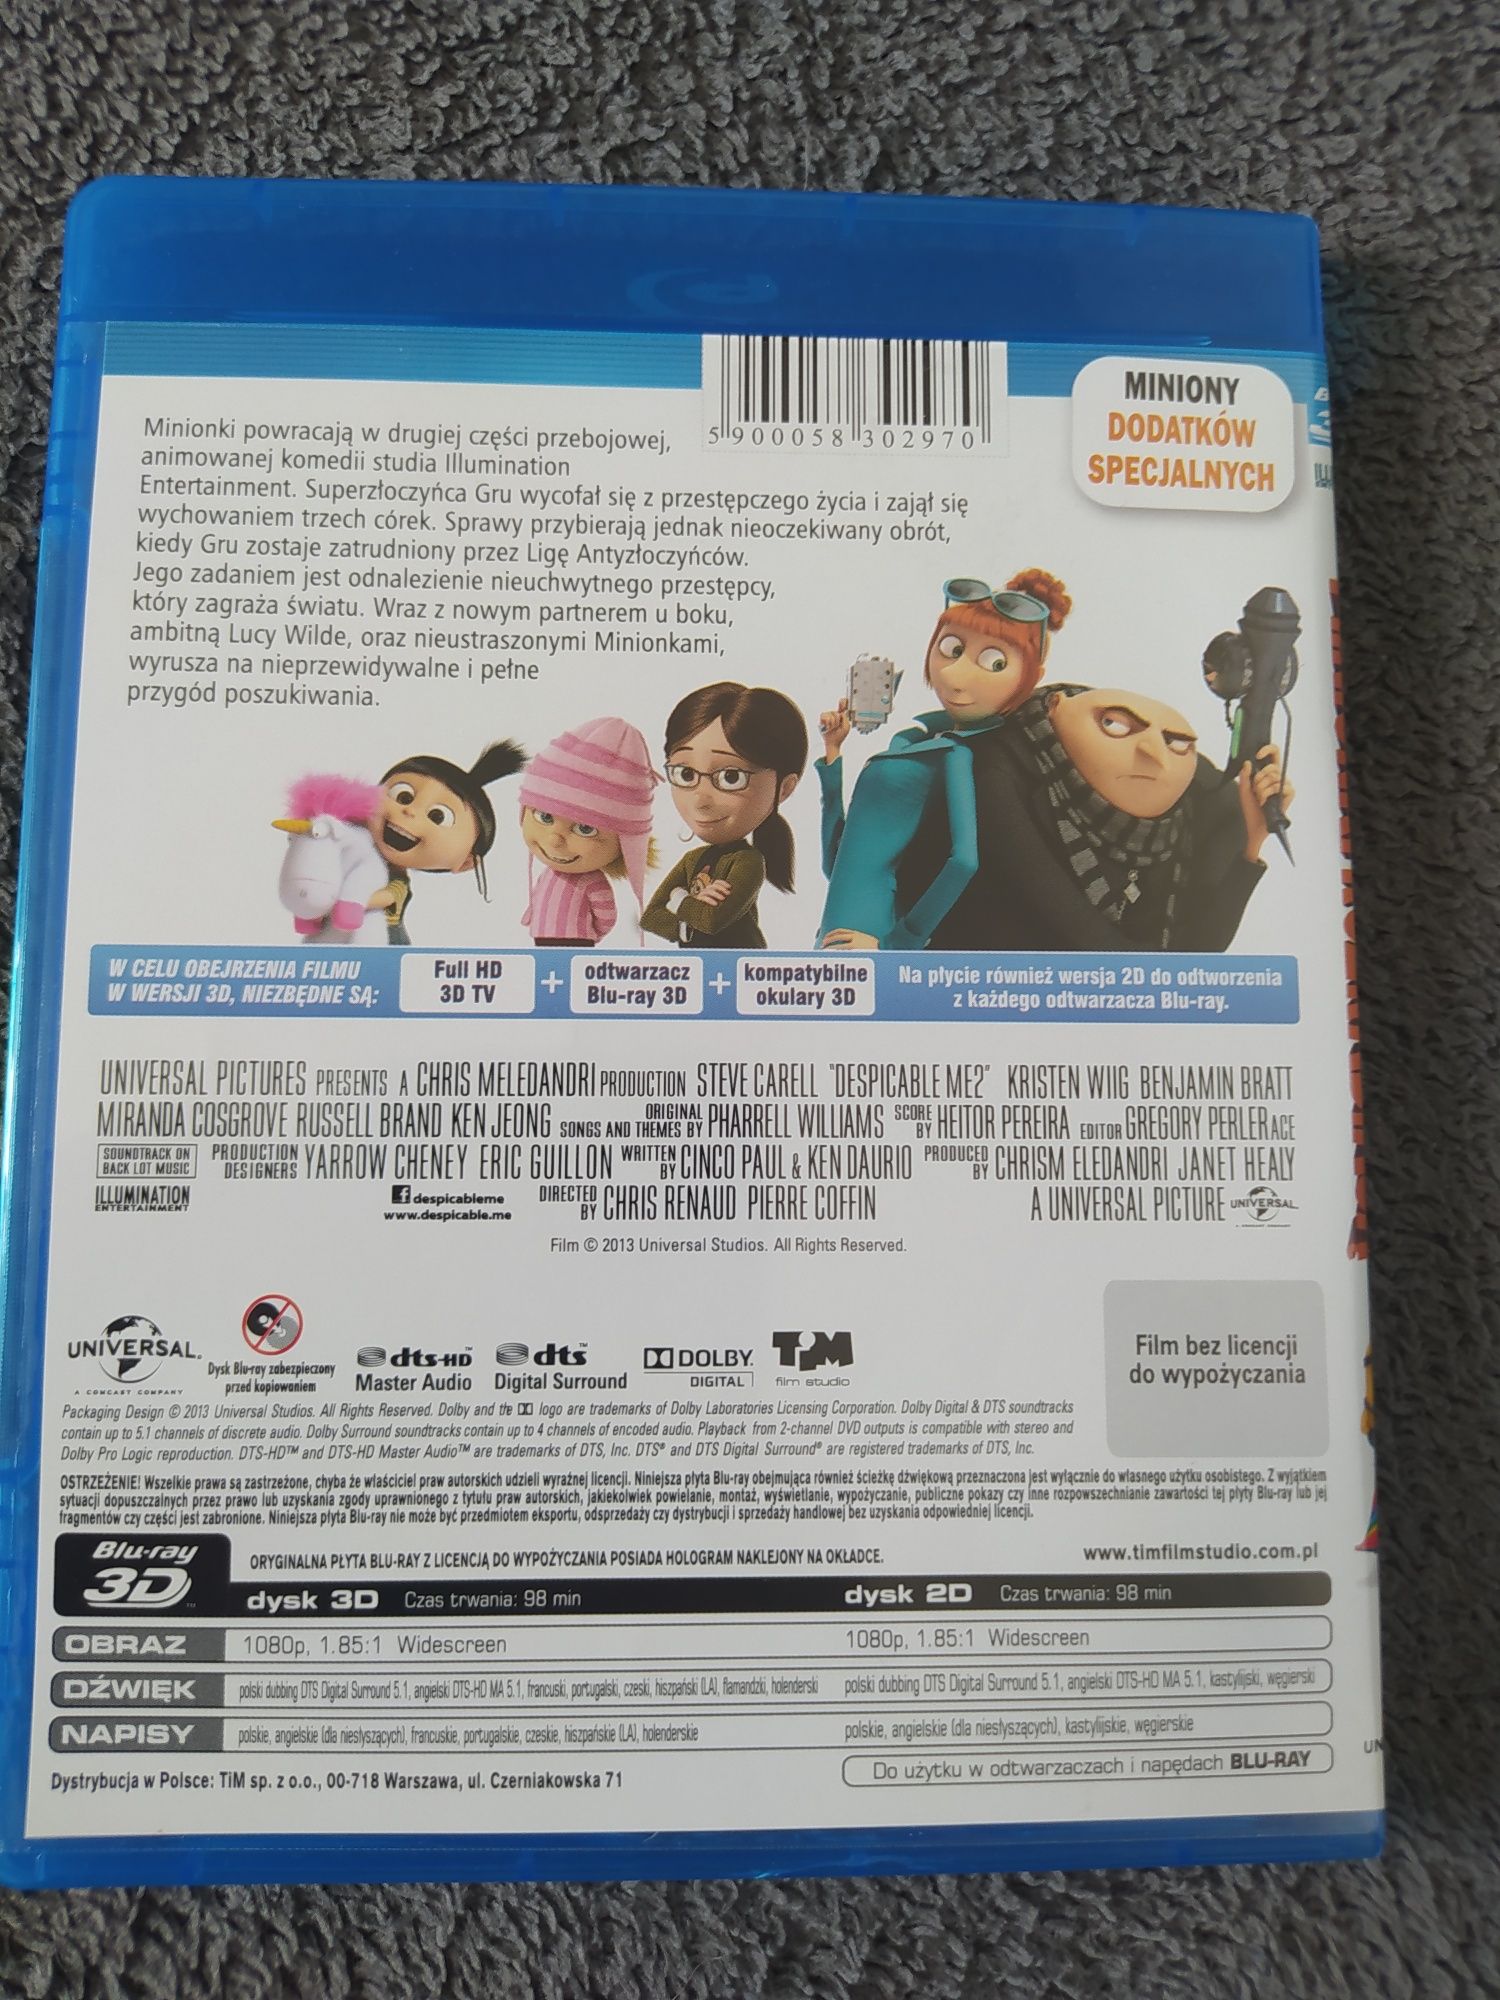 5 900058 302970
MINIONY
DODATKÓW
SPECJALNYCH
Minionki powracają w drugiej części przebojowej,
animowanej komedii studia Illumination
Entertainment. Superzłoczyńca Gru wycofał się z przestępczego życia i zajął się
wychowaniem trzech córek. Sprawy przybierają jednak nieoczekiwany obrót,
kiedy Gru zostaje zatrudniony przez Ligę Antyzłoczyńców.
Jego zadaniem jest odnalezienie nieuchwytnego przestępcy,
który zagraża światu. Wraz z nowym partnerem u boku,
ambitną Lucy Wilde, oraz nieustraszonymi Minionkami,
wyrusza na nieprzewidywalne i pełne
przygód poszukiwania.
W CELU OBEJRZENIA FILMU
W WERSJI 3D, NIEZBĘDNE SĄ:
Full HD
3D TV
+
odtwarzacz
Blu-ray 3D
+
kompatybilne
okulary 3D
Na płycie również wersja 2D do odtworzenia
z każdego odtwarzacza Blu-ray.
UNIVERSAL PICTURES PRESENTS A CHRIS MELEDANDRI PRODUCTION STEVE CARELL "DESPICABLE ME2" KRISTEN WIIG BENJAMIN BRATT
MIRANDA COSGROVE RUSSELL BRAND KEN JEONG ORIGINAL SONGS AND THEMES BY PHARRELL WILLIAMS SCORE BY HEITOR PEREIRA EDITOR GREGORY PERLER ACE
SOUNDTRACK ON BACK LOT MUSIC PRODUCTION DESIGNERS YARROW CHENEY ERIC GUILLON WRITTEN BY CINCO PAUL & KEN DAURIO PRODUCED BY CHRISM ELEDANDRI JANET HEALY
ILLUMINATION ENTERTAINMENT f despicableme www.despicable.me DIRECTED BY CHRIS RENAUD PIERRE COFFIN A UNIVERSAL PICTURE UNIVERSAL
Film © 2013 Universal Studios. All Rights Reserved.
UNIVERSAL
A COMCAST COMPANY
Dysk Blu-ray zabezpieczony
przed kopiowaniem
dts-HD™
Master Audio
dts™
Digital Surround
DOLBY
DIGITAL
TiM
film studio
Film bez licencji
do wypożyczania
Packaging Design © 2013 Universal Studios. All Rights Reserved. Dolby and the DD logo are trademarks of Dolby Laboratories Licensing Corporation. Dolby Digital & DTS soundtracks
contain up to 5.1 channels of discrete audio. Dolby Surround soundtracks contain up to 4 channels of encoded audio. Playback from 2-channel DVD outputs is compatible with stereo and
Dolby Pro Logic reproduction. DTS-HD™ and DTS-HD Master Audio™ are trademarks of DTS, Inc. DTS® and DTS Digital Surround® are registered trademarks of DTS, Inc.
OSTRZEŻENIE! Wszelkie prawa są zastrzeżone, chyba że właściciel praw autorskich udzieli wyraźnej licencji. Niniejsza płyta Blu-ray obejmująca również ścieżkę dźwiękową przeznaczona jest wyłącznie do własnego użytku osobistego. Z wyjątkiem
sytuacji dopuszczalnych przez prawo lub uzyskania zgody uprawnionego z tytułu praw autorskich, jakiekolwiek powielanie, montaż, wyświetlanie, wypożyczanie, publiczne pokazy czy inne rozpowszechnianie zawartości tej płyty Blu-ray lub jej
fragmentów czy części jest zabronione. Niniejsza płyta Blu-ray nie może być przedmiotem eksportu, odsprzedaży czy dystrybucji i sprzedaży handlowej bez uzyskania odpowiedniej licencji.
Blu-ray
3D™
ORYGINALNA PŁYTA BLU-RAY Z LICENCJĄ DO WYPOŻYCZANIA POSIADA HOLOGRAM NAKLEJONY NA OKŁADCE.
www.timfilmstudio.com.pl
dysk 3D Czas trwania: 98 min dysk 2D Czas trwania: 98 min
OBRAZ 1080p, 1.85:1 Widescreen 1080p, 1.85:1 Widescreen
DŹWIĘK polski dubbing DTS Digital Surround 5.1, angielski DTS-HD MA 5.1, francuski, portugalski, czeski, hiszpański (LA), flamandzki, holenderski polski dubbing DTS Digital Surround 5.1, angielski DTS-HD MA 5.1, kastylijski, węgierski
NAPISY polskie, angielskie (dla niesłyszących), francuskie, portugalskie, czeskie, hiszpańskie (LA), holenderskie polskie, angielskie (dla niesłyszących), kastylijskie, węgierskie
Do użytku w odtwarzaczach i napędach BLU-RAY
Dystrybucja w Polsce: TiM sp. z o.o., 00-718 Warszawa, ul. Czerniakowska 71